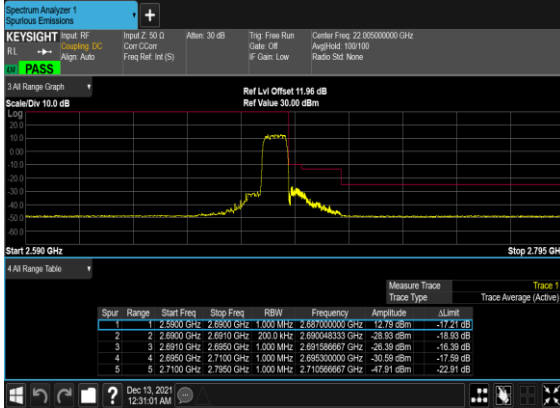 Spectrum Analyzer 1
Spurious Emissions
KEYSIGHT
RL
Input: RF
Coupling: DC
Align: Auto
Input Z: 50 Ω
Corr CCorr
Freq Ref: Int (S)
Atten: 30 dB
Trig: Free Run
Gate: Off
IF Gain: Low
Center Freq: 22.005000000 GHz
Avg|Hold: 100/100
Radio Std: None
PASS
3 All Range Graph
Scale/Div 10.0 dB
Ref Lvl Offset 11.96 dB
Ref Value 30.00 dBm
Log
20.0
10.0
0.00
-10.0
-20.0
-30.0
-40.0
-50.0
-60.0
Start 2.590 GHz
Stop 2.795 GH
4 All Range Table
Measure Trace Trace 1
Trace Type Trace Average (Active)
Spur Range Start Freq Stop Freq RBW Frequency Amplitude ΔLimit
1 1 2.5900 GHz 2.6900 GHz 1.000 MHz 2.687000000 GHz 12.79 dBm -17.21 dB
2 2 2.6900 GHz 2.6910 GHz 200.0 kHz 2.690048333 GHz -28.93 dBm -18.93 dB
3 3 2.6910 GHz 2.6950 GHz 1.000 MHz 2.691586667 GHz -26.39 dBm -16.39 dB
4 4 2.6950 GHz 2.7100 GHz 1.000 MHz 2.695300000 GHz -30.59 dBm -17.59 dB
5 5 2.7100 GHz 2.7950 GHz 1.000 MHz 2.710566667 GHz -47.91 dBm -22.91 dB
Dec 13, 2021
12:31:01 AM